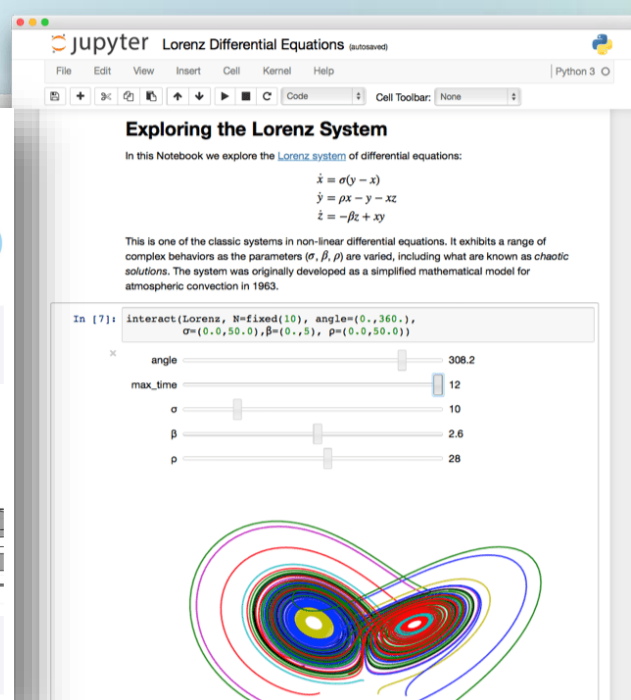 jupyter Lorenz Differential Equations (autosaved)
File Edit View Insert Cell Kernel Help Python 3
Code Cell Toolbar: None
Exploring the Lorenz System
In this Notebook we explore the Lorenz system of differential equations:
ẋ = σ(y − x)
ẏ = ρx − y − xz
ż = −βz + xy
This is one of the classic systems in non-linear differential equations. It exhibits a range of
complex behaviors as the parameters (σ, β, ρ) are varied, including what are known as chaotic
solutions. The system was originally developed as a simplified mathematical model for
atmospheric convection in 1963.
In [7]: interact(Lorenz, N=fixed(10), angle=(0.,360.),
σ=(0.0,50.0),β=(0.,5), ρ=(0.0,50.0))
angle 308.2
max_time 12
σ 10
β 2.6
ρ 28